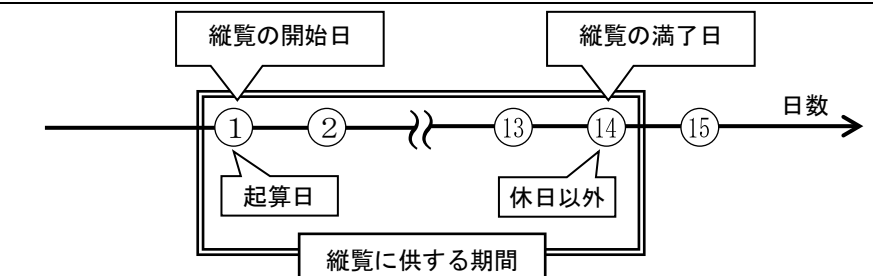 縦覧の開始日
縦覧の満了日
日数
① ② ⑬ ⑭ ⑮
起算日
休日以外
縦覧に供する期間